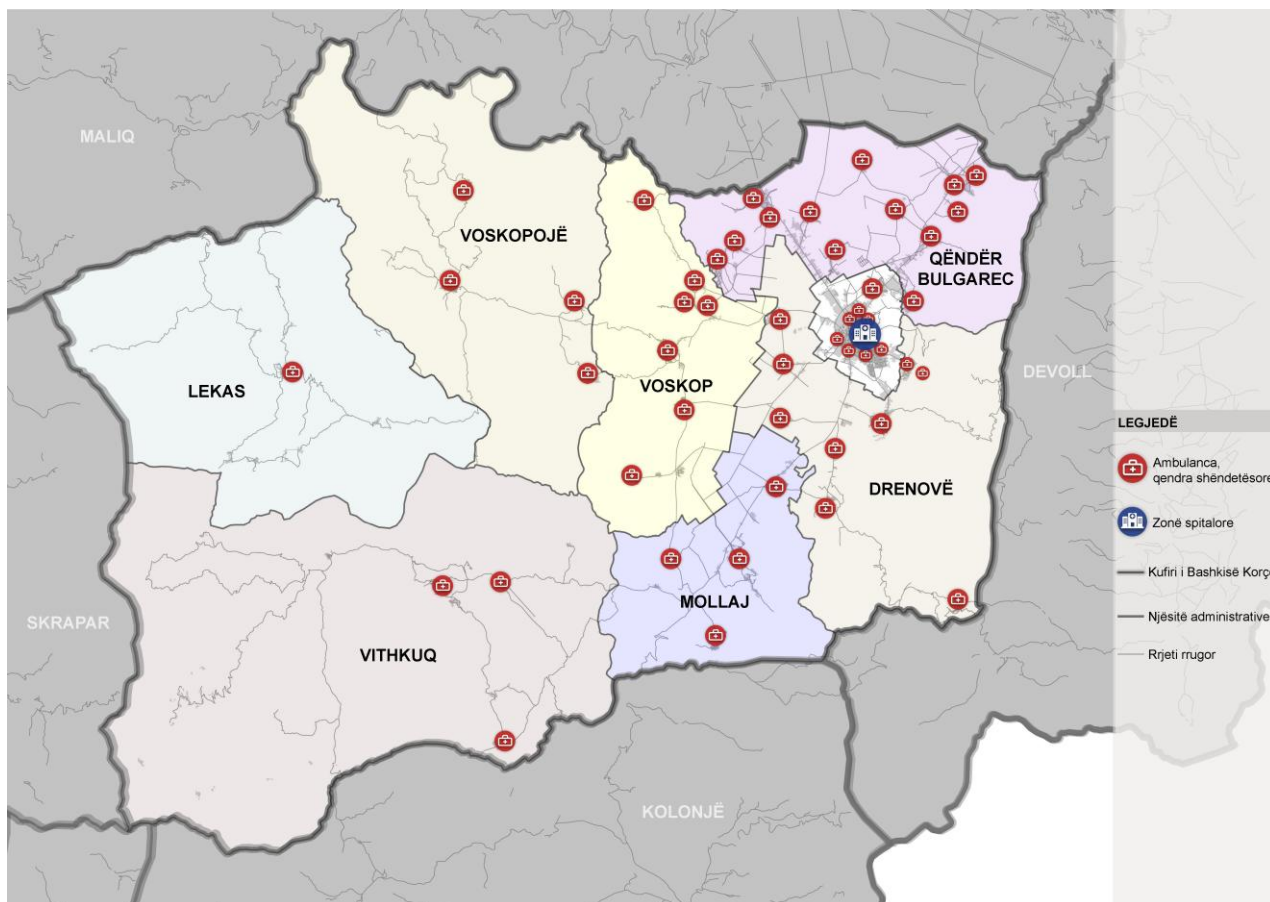 MALIQ
VOSKOPOJË
QËNDËR
BULGAREC
LEKAS
VOSKOP
DEVOLL
DRENOVË
MOLLAJ
SKRAPAR
VITHKUQ
KOLONJË
LEGJEDË
Ambulanca,
qendra shëndetësore
Zonë spitalore
Kufiri i Bashkisë Korç
Njësitë administrative
Rrjeti rrugor